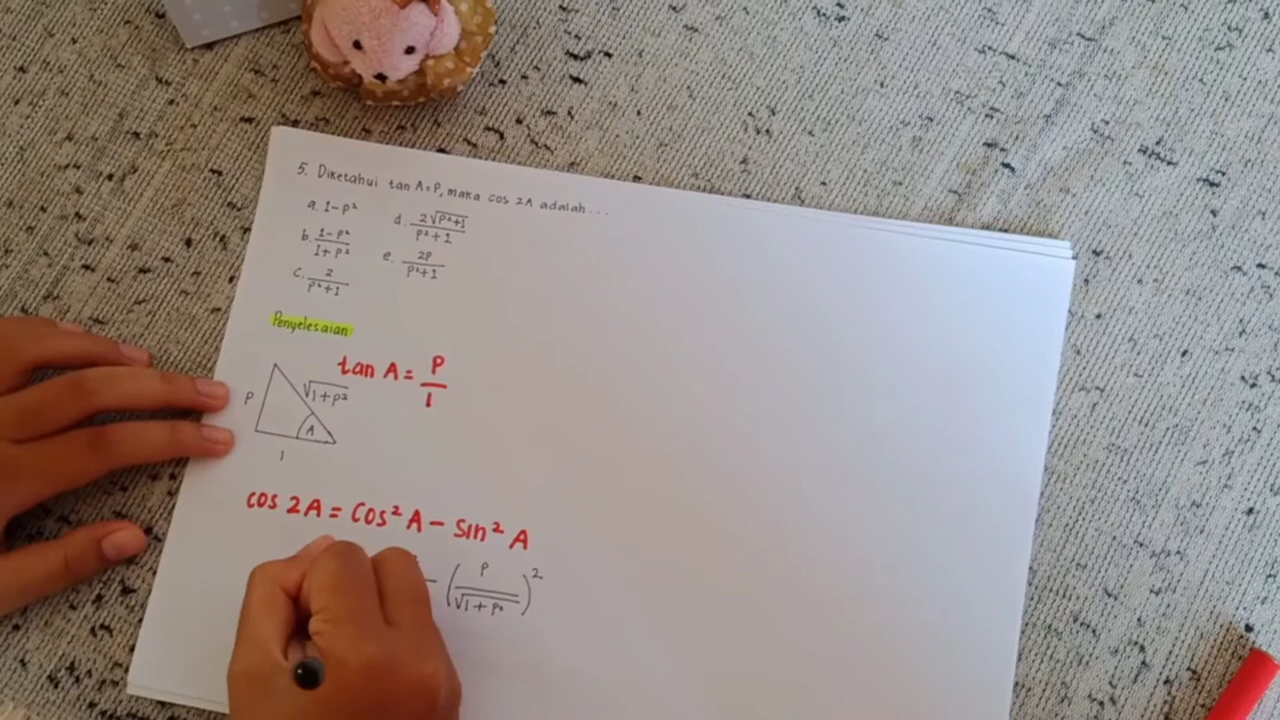 5. Diketahui tan A = P, maka cos 2A adalah...
a. 1-p²
d. 2√(p²+1) / p²+1
b. 1-p² / 1+p²
e. 2p / p²+1
c. 2 / p²+1
Penyelesaian:
tan A = P / 1
P
√(1+p²)
A
1
cos 2A = Cos² A - Sin² A
- (P / √(1+p²))²